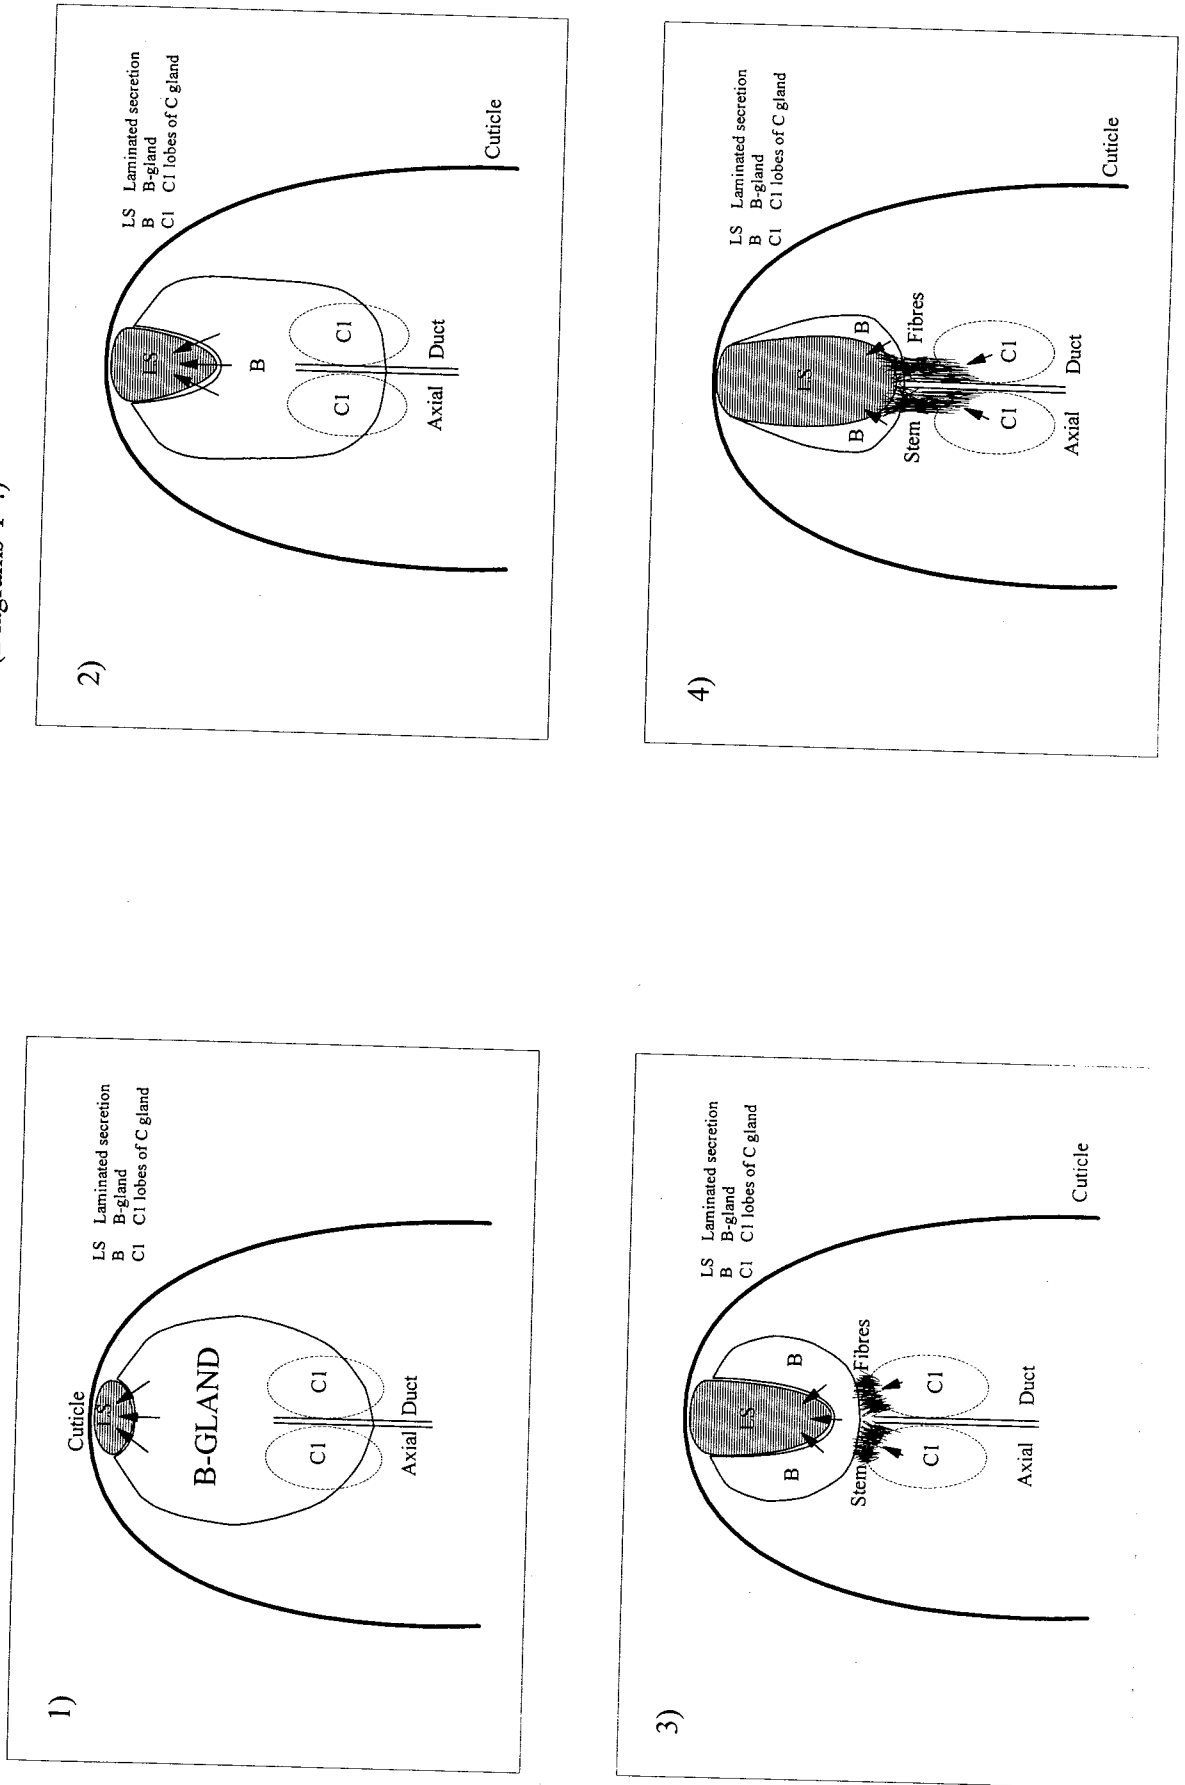 1)
Cuticle
LS Laminated secretion
B B-gland
C1 C1 lobes of C gland
LS
B-GLAND
C1
C1
Axial
Duct
2)
LS Laminated secretion
B B-gland
C1 C1 lobes of C gland
LS
B
C1
C1
Axial
Duct
Cuticle
3)
LS Laminated secretion
B B-gland
C1 C1 lobes of C gland
LS
B
B
Stem
Fibres
C1
C1
Axial
Duct
Cuticle
4)
LS Laminated secretion
B B-gland
C1 C1 lobes of C gland
LS
B
B
Stem
Fibres
C1
C1
Axial
Duct
Cuticle